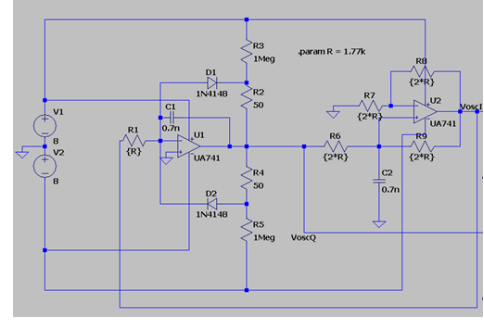 R3
1Meg
.param R = 1.77k
R8
{2*R}
D1
1N4148
R2
50
R7
{2*R}
U2
UA741
VoscI
V1
8
C1
0.7n
R1
{R}
U1
UA741
R6
{2*R}
R9
{2*R}
V2
8
R4
50
C2
0.7n
D2
1N4148
R5
1Meg
VoscQ